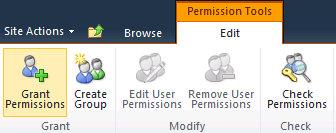 Permission Tools
Site Actions Browse Edit
Grant Permissions
Create Group
Edit User Permissions
Remove User Permissions
Check Permissions
Grant Modify Check